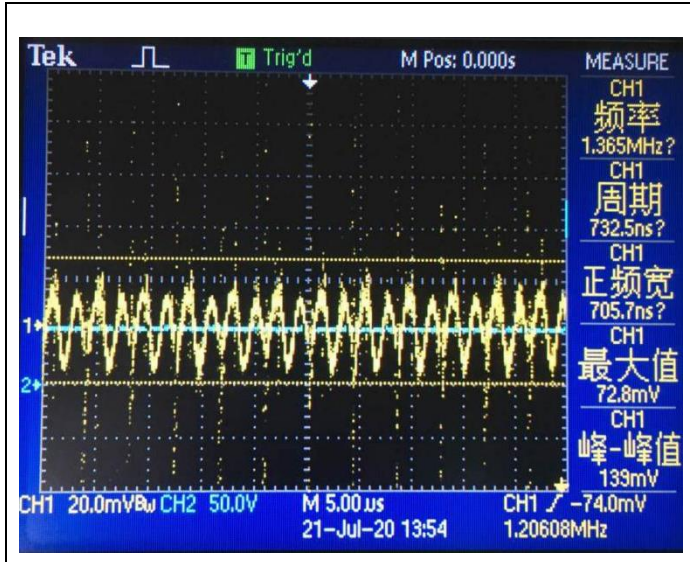 Tek T Trig'd M Pos: 0.000s MEASURE
CH1
频率
1.365MHz?
CH1
周期
732.5ns?
CH1
正频宽
705.7ns?
CH1
最大值
72.8mV
CH1
峰-峰值
139mV
1
2
CH1 20.0mVBw CH2 50.0V M 5.00us CH1 -74.0mV
21-Jul-20 13:54 1.20608MHz